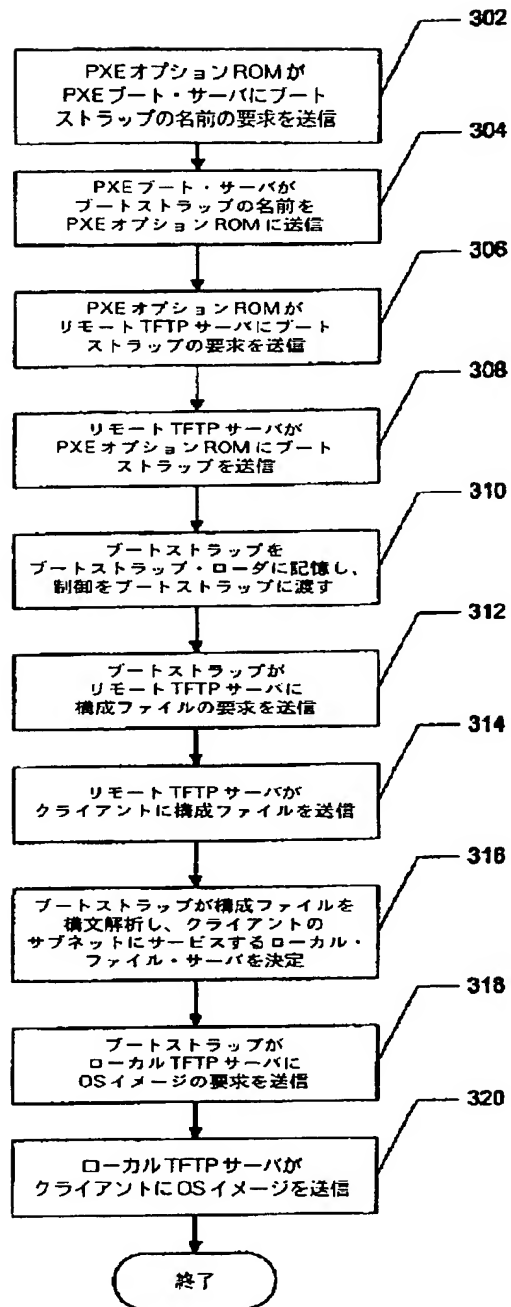 302
PXEオプションROMが
PXEブート・サーバにブート
ストラップの名前の要求を送信
304
PXEブート・サーバが
ブートストラップの名前を
PXEオプションROMに送信
306
PXEオプションROMが
リモートTFTPサーバにブート
ストラップの要求を送信
308
リモートTFTPサーバが
PXEオプションROMにブート
ストラップを送信
310
ブートストラップを
ブートストラップ・ローダに記憶し、
制御をブートストラップに渡す
312
ブートストラップが
リモートTFTPサーバに
構成ファイルの要求を送信
314
リモートTFTPサーバが
クライアントに構成ファイルを送信
316
ブートストラップが構成ファイルを
構文解析し、クライアントの
サブネットにサービスするローカル・
ファイル・サーバを決定
318
ブートストラップが
ローカルTFTPサーバに
OSイメージの要求を送信
320
ローカルTFTPサーバが
クライアントにOSイメージを送信
終了